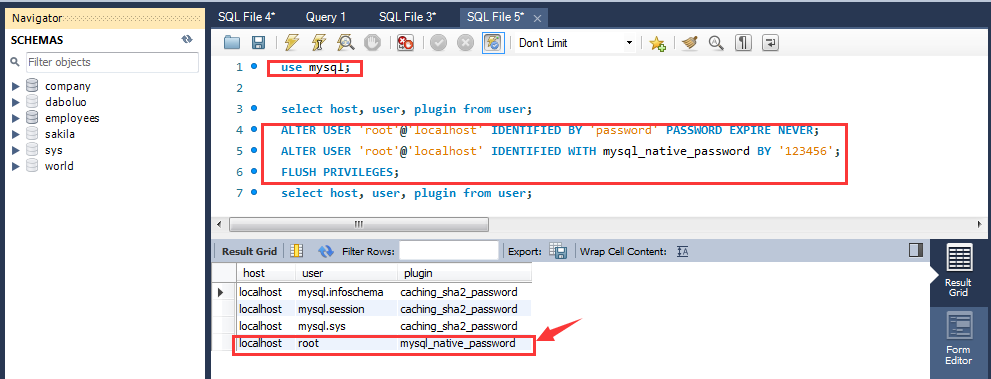 Navigator
SQL File 4* Query 1 SQL File 3* SQL File 5* ×
SCHEMAS
Filter objects
company
daboluo
employees
sakila
sys
world
Don't Limit
1 use mysql;
2
3 select host, user, plugin from user;
4 ALTER USER 'root'@'localhost' IDENTIFIED BY 'password' PASSWORD EXPIRE NEVER;
5 ALTER USER 'root'@'localhost' IDENTIFIED WITH mysql_native_password BY '123456';
6 FLUSH PRIVILEGES;
7 select host, user, plugin from user;
Result Grid Filter Rows: Export: Wrap Cell Content:
host user plugin
localhost mysql.infoschema caching_sha2_password
localhost mysql.session caching_sha2_password
localhost mysql.sys caching_sha2_password
localhost root mysql_native_password
Result
Grid
Form
Editor